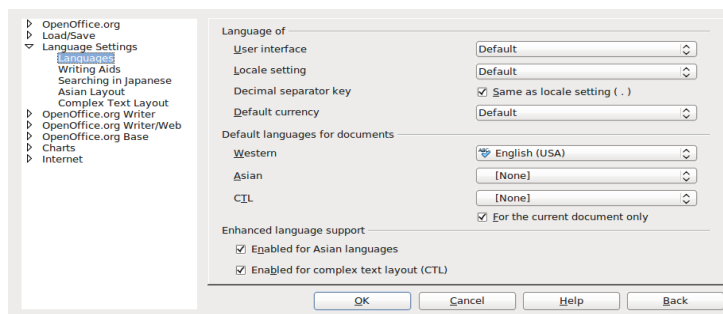 OpenOffice.org
Load/Save
Language Settings
Languages
Writing Aids
Searching in Japanese
Asian Layout
Complex Text Layout
OpenOffice.org Writer
OpenOffice.org Writer/Web
OpenOffice.org Base
Charts
Internet
Language of
User interface Default
Locale setting Default
Decimal separator key Same as locale setting ( . )
Default currency Default
Default languages for documents
Western ABC English (USA)
Asian [None]
CTL [None]
For the current document only
Enhanced language support
Enabled for Asian languages
Enabled for complex text layout (CTL)
OK Cancel Help Back